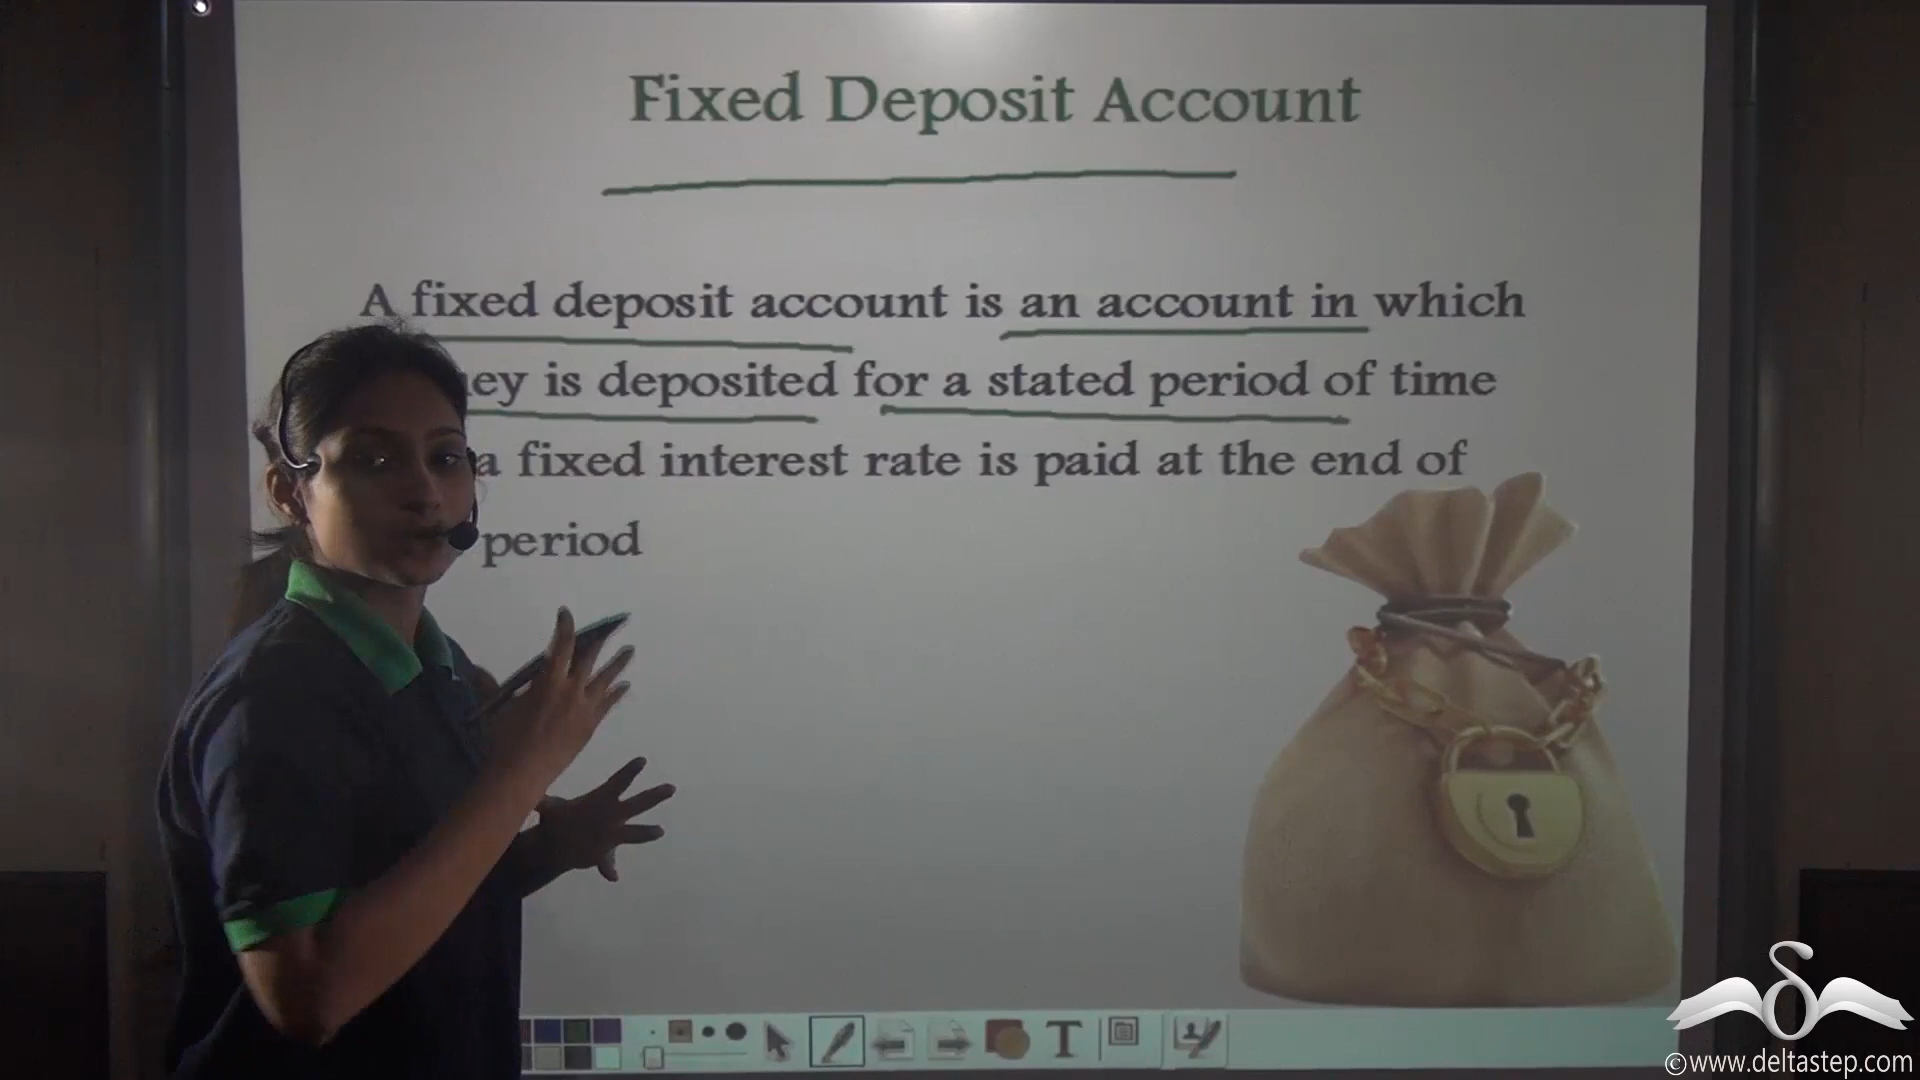 Fixed Deposit Account
A fixed deposit account is an account in which
is deposited for a stated period of time
a fixed interest rate is paid at the end of
period
T
©www.deltastep.com